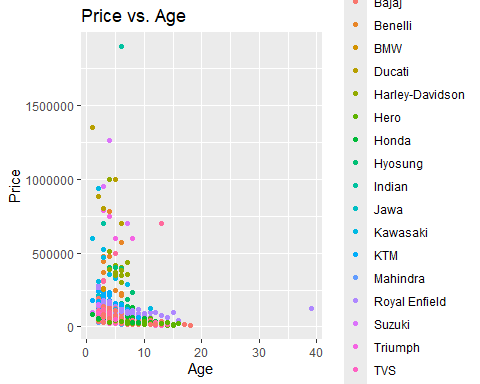 Price vs. Age
Price
1500000
1000000
500000
0
0
10
20
30
40
Age
Bajaj
Benelli
BMW
Ducati
Harley-Davidson
Hero
Honda
Hyosung
Indian
Jawa
Kawasaki
KTM
Mahindra
Royal Enfield
Suzuki
Triumph
TVS